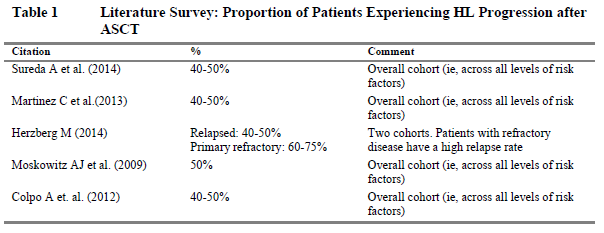 Table 1 Literature Survey: Proportion of Patients Experiencing HL Progression after
ASCT
Citation % Comment
Sureda A et al. (2014) 40-50% Overall cohort (ie, across all levels of risk
factors)
Martinez C et al.(2013) 40-50% Overall cohort (ie, across all levels of risk
factors)
Herzberg M (2014) Relapsed: 40-50% Two cohorts. Patients with refractory
Primary refractory: 60-75% disease have a high relapse rate
Moskowitz AJ et al. (2009) 50% Overall cohort (ie, across all levels of risk
factors)
Colpo A et. al. (2012) 40-50% Overall cohort (ie, across all levels of risk
factors)